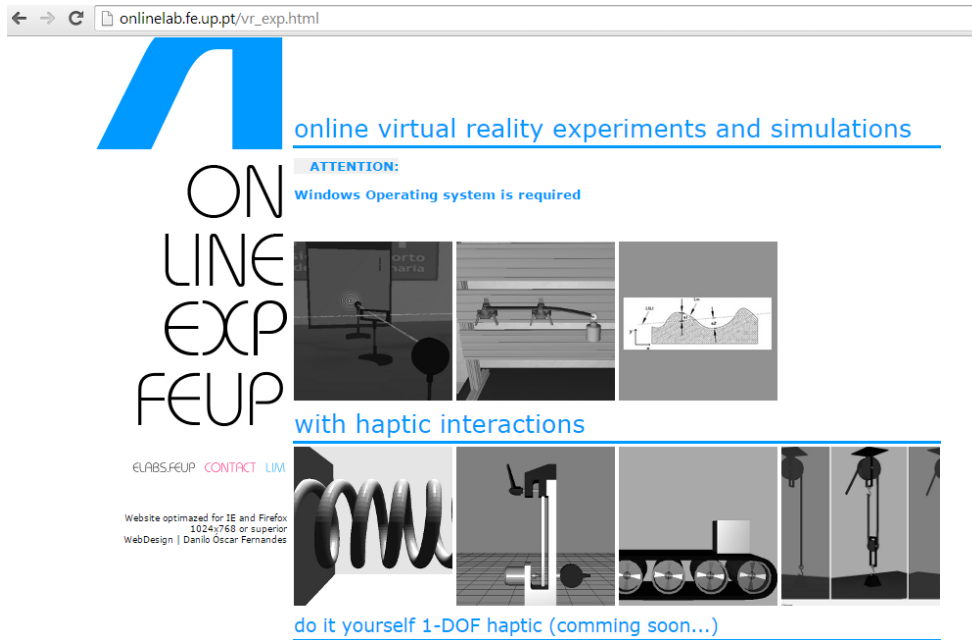 onlinelab.fe.up.pt/vr_exp.html
online virtual reality experiments and simulations
ATTENTION:
Windows Operating system is required
ON
LINE
EXP
FEUP
with haptic interactions
ELABS.FEUP CONTACT LIM
Website optimazed for IE and Firefox
1024x768 or superior
WebDesign | Danilo Óscar Fernandes
do it yourself 1-DOF haptic (comming soon...)